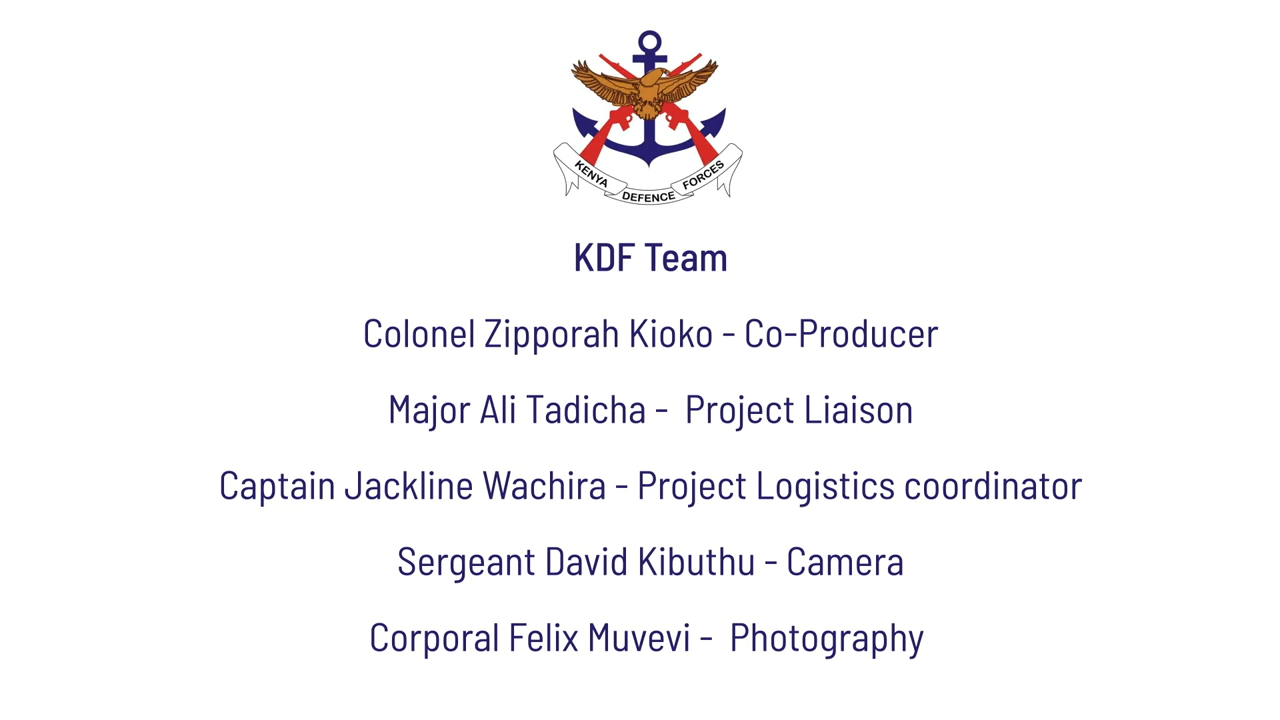 KENYA DEFENCE FORCES
KDF Team
Colonel Zipporah Kioko - Co-Producer
Major Ali Tadicha -  Project Liaison
Captain Jackline Wachira - Project Logistics coordinator
Sergeant David Kibuthu - Camera
Corporal Felix Muvevi -  Photography